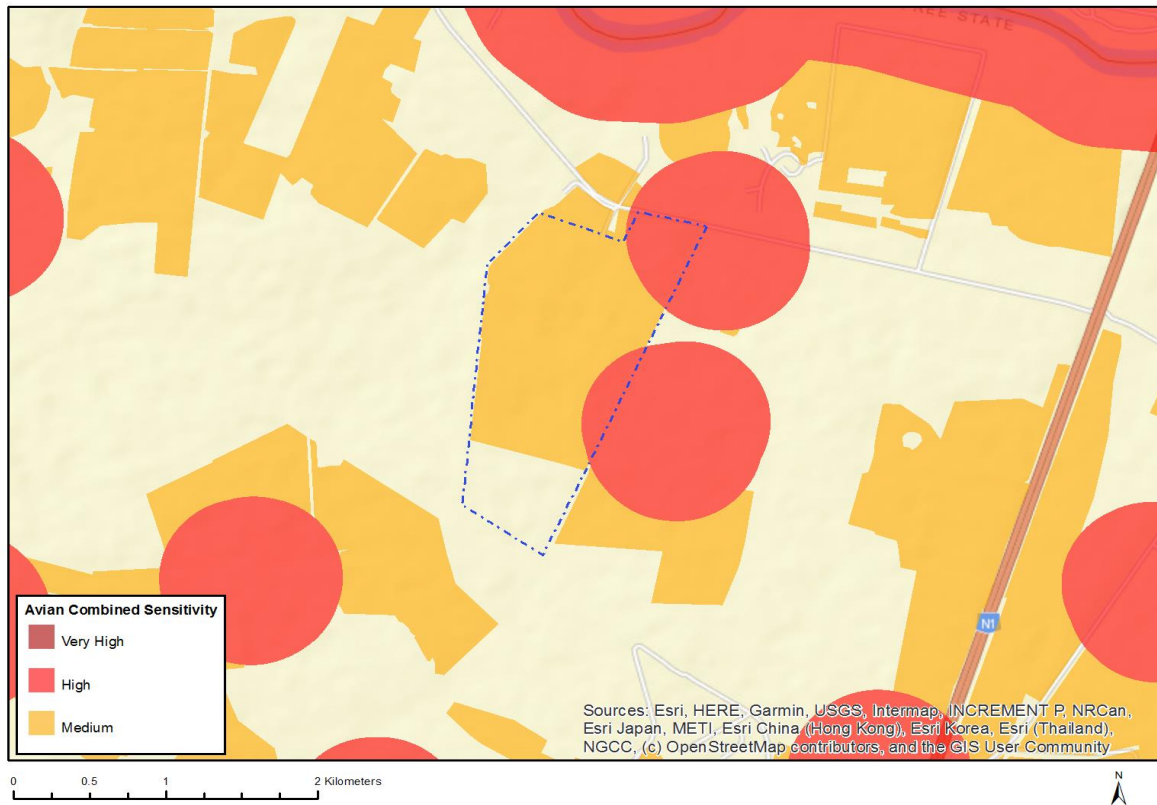 REE STATE
N1
Avian Combined Sensitivity
Very High
High
Medium
Sources: Esri, HERE, Garmin, USGS, Intermap, INCREMENT P, NRCan,
Esri Japan, METI, Esri China (Hong Kong), Esri Korea, Esri (Thailand),
NGCC, (c) OpenStreetMap contributors, and the GIS User Community
0 0.5 1 2 Kilometers
N